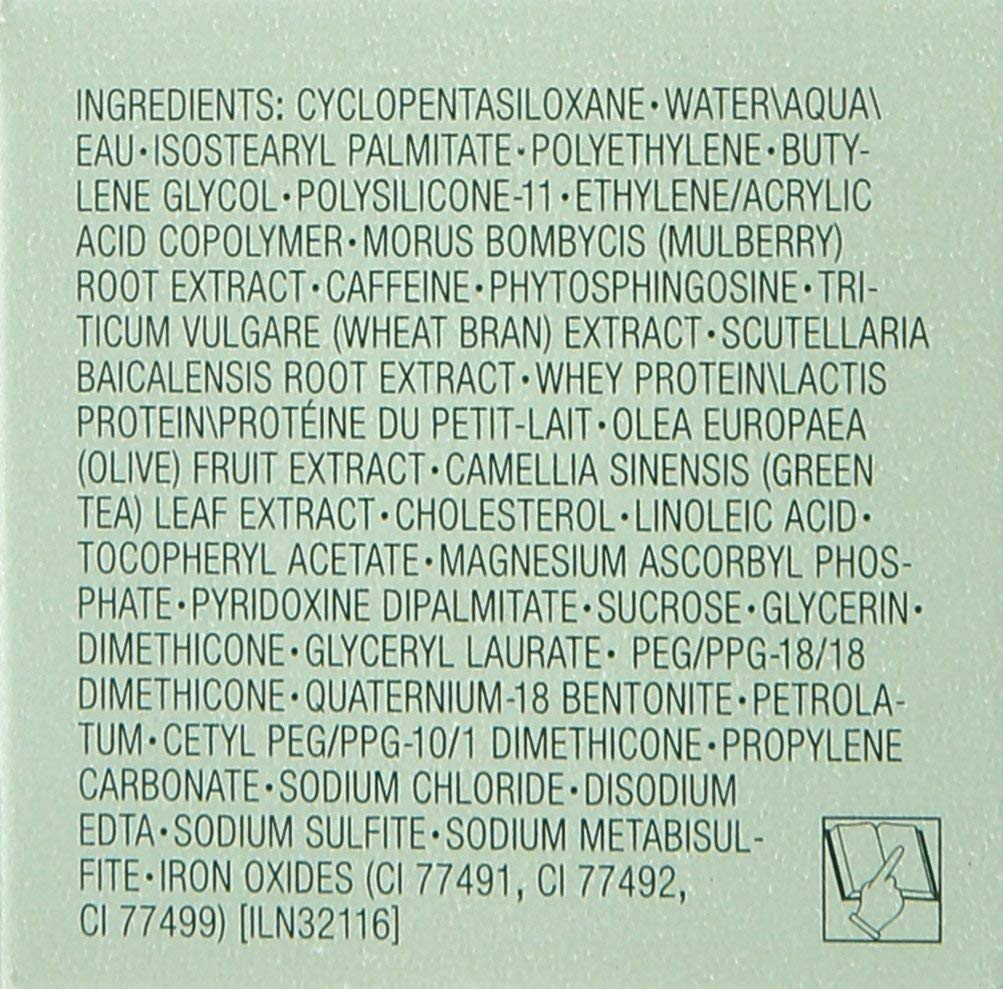 INGREDIENTS: CYCLOPENTASILOXANE•WATER\AQUA\
EAU•ISOSTEARYL PALMITATE•POLYETHYLENE•BUTY-
LENE GLYCOL•POLYSILICONE-11•ETHYLENE/ACRYLIC
ACID COPOLYMER•MORUS BOMBYCIS (MULBERRY)
ROOT EXTRACT•CAFFEINE•PHYTOSPHINGOSINE•TRI-
TICUM VULGARE (WHEAT BRAN) EXTRACT•SCUTELLARIA
BAICALENSIS ROOT EXTRACT•WHEY PROTEIN\LACTIS
PROTEIN\PROTÉINE DU PETIT-LAIT•OLEA EUROPAEA
(OLIVE) FRUIT EXTRACT•CAMELLIA SINENSIS (GREEN
TEA) LEAF EXTRACT•CHOLESTEROL•LINOLEIC ACID•
TOCOPHERYL ACETATE•MAGNESIUM ASCORBYL PHOS-
PHATE•PYRIDOXINE DIPALMITATE•SUCROSE•GLYCERIN•
DIMETHICONE•GLYCERYL LAURATE• PEG/PPG-18/18
DIMETHICONE•QUATERNIUM-18 BENTONITE•PETROLA-
TUM•CETYL PEG/PPG-10/1 DIMETHICONE•PROPYLENE
CARBONATE•SODIUM CHLORIDE•DISODIUM
EDTA•SODIUM SULFITE•SODIUM METABISUL-
FITE•IRON OXIDES (CI 77491, CI 77492,
CI 77499) [ILN32116]